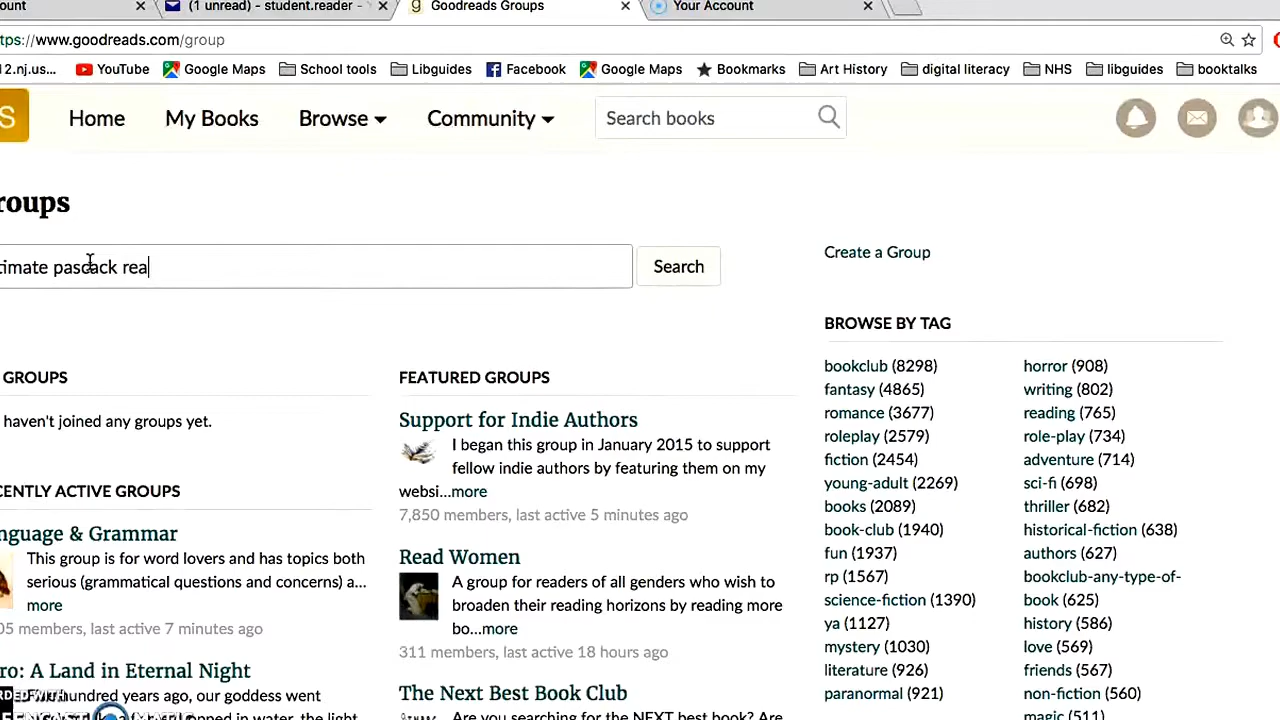 ount
(1 unread) - student.reader -
Goodreads Groups
Your Account
tps://www.goodreads.com/group
12.nj.us...
YouTube
Google Maps
School tools
Libguides
Facebook
Google Maps
Bookmarks
Art History
digital literacy
NHS
libguides
booktalks
S
Home
My Books
Browse
Community
Search books
roups
timate pascack rea
Search
Create a Group
GROUPS
haven't joined any groups yet.
CENTLY ACTIVE GROUPS
nguage & Grammar
This group is for word lovers and has topics both
serious (grammatical questions and concerns) a...
more
05 members, last active 7 minutes ago
ro: A Land in Eternal Night
hundred years ago, our goddess went
in water, the light
FEATURED GROUPS
Support for Indie Authors
I began this group in January 2015 to support
fellow indie authors by featuring them on my
websi...more
7,850 members, last active 5 minutes ago
Read Women
A group for readers of all genders who wish to
broaden their reading horizons by reading more
bo...more
311 members, last active 18 hours ago
The Next Best Book Club
Are you searching for the NEXT best book? Are
BROWSE BY TAG
bookclub (8298)
fantasy (4865)
romance (3677)
roleplay (2579)
fiction (2454)
young-adult (2269)
books (2089)
book-club (1940)
fun (1937)
rp (1567)
science-fiction (1390)
ya (1127)
mystery (1030)
literature (926)
paranormal (921)
horror (908)
writing (802)
reading (765)
role-play (734)
adventure (714)
sci-fi (698)
thriller (682)
historical-fiction (638)
authors (627)
bookclub-any-type-of-
book (625)
history (586)
love (569)
friends (567)
non-fiction (560)
magic (511)